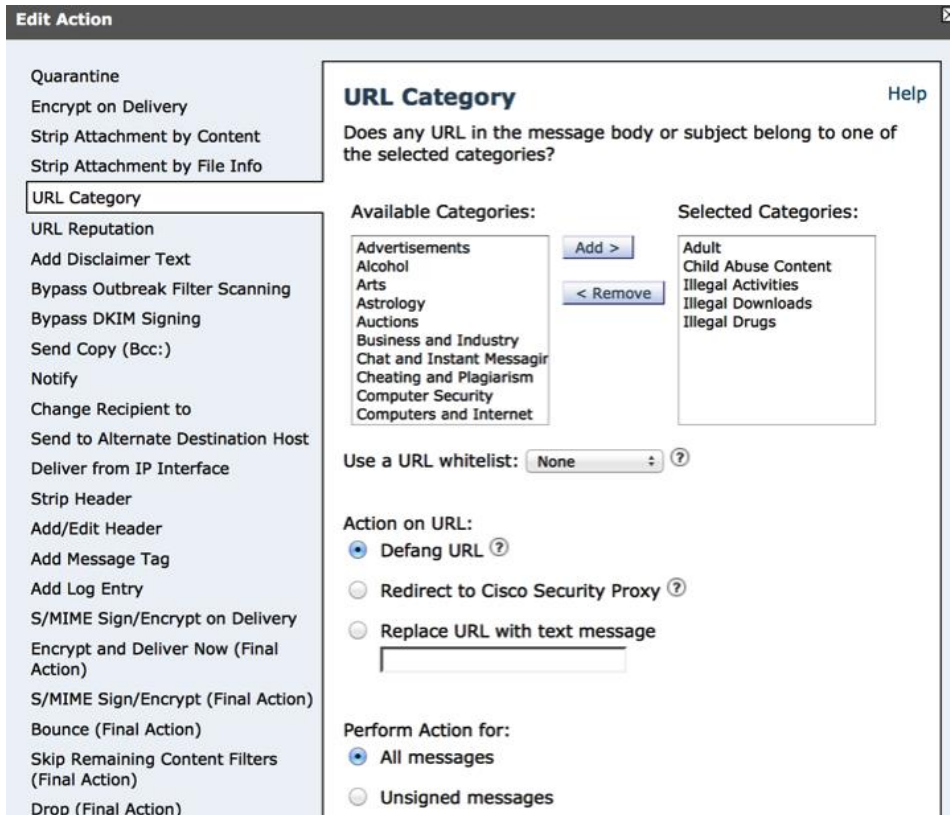 Edit Action
Quarantine
Encrypt on Delivery
Strip Attachment by Content
Strip Attachment by File Info
URL Category
URL Reputation
Add Disclaimer Text
Bypass Outbreak Filter Scanning
Bypass DKIM Signing
Send Copy (Bcc:)
Notify
Change Recipient to
Send to Alternate Destination Host
Deliver from IP Interface
Strip Header
Add/Edit Header
Add Message Tag
Add Log Entry
S/MIME Sign/Encrypt on Delivery
Encrypt and Deliver Now (Final
Action)
S/MIME Sign/Encrypt (Final Action)
Bounce (Final Action)
Skip Remaining Content Filters
(Final Action)
Drop (Final Action)
URL Category
Help
Does any URL in the message body or subject belong to one of
the selected categories?
Available Categories:
Advertisements
Alcohol
Arts
Astrology
Auctions
Business and Industry
Chat and Instant Messagin
Cheating and Plagiarism
Computer Security
Computers and Internet
Add >
< Remove
Selected Categories:
Adult
Child Abuse Content
Illegal Activities
Illegal Downloads
Illegal Drugs
Use a URL whitelist: None ?
Action on URL:
Defang URL ?
Redirect to Cisco Security Proxy ?
Replace URL with text message
Perform Action for:
All messages
Unsigned messages